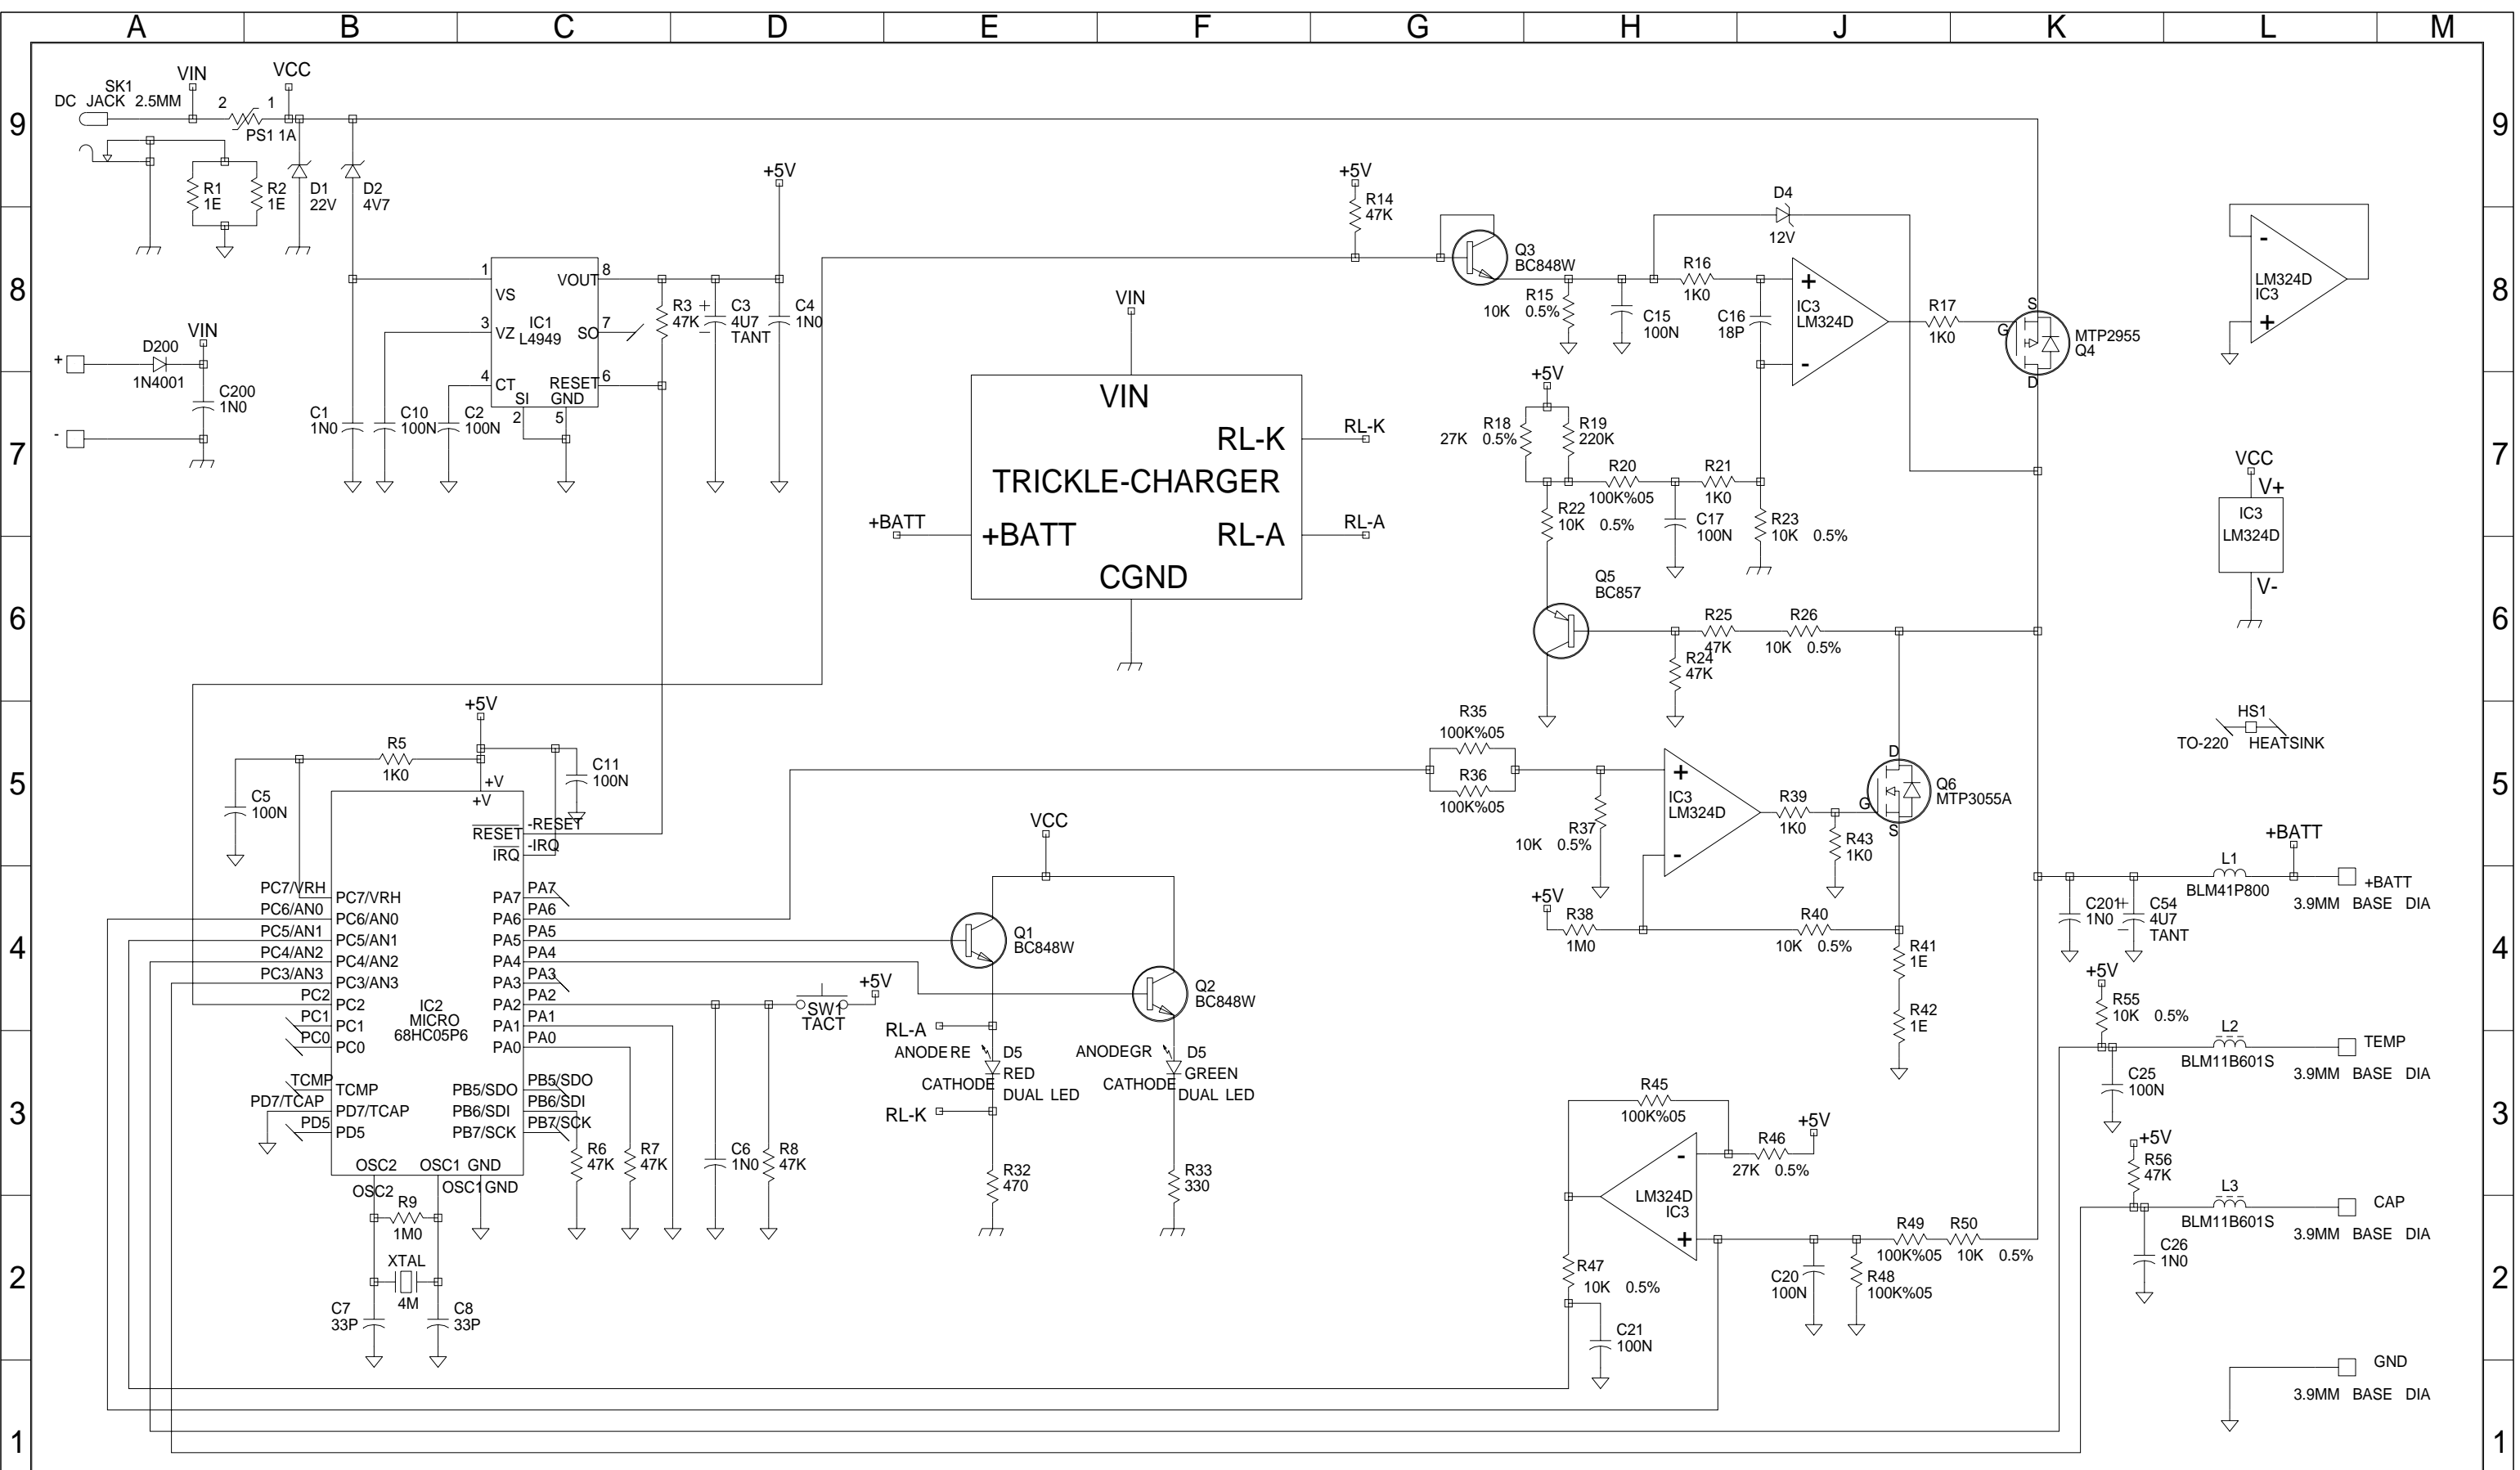 A B C D E F G H J K L M
9 9
8 8
7 7
6 6
5 5
4 4
3 3
2 2
1 1
SK1
DC JACK 2.5MM
VIN
2 1
PS1 1A
VCC
R1
1E
R2
1E
D1
22V
D2
4V7
+
D200
1N4001
VIN
C200
1N0
-
1 VS
3 VZ
4 CT
IC1
L4949
VOUT 8
SO 7
RESET 6
SI GND
2 5
C1
1N0
C10
100N
C2
100N
R3
47K
+
C3
4U7
TANT
-
+5V
C4
1N0
VIN
VIN
TRICKLE-CHARGER
+BATT
+BATT
RL-K
RL-K
RL-A
RL-A
CGND
+5V
R14
47K
Q3
BC848W
R15
10K 0.5%
C15
100N
R16
1K0
C16
18P
D4
12V
+
IC3
LM324D
-
R17
1K0
S
G
D
MTP2955
Q4
-
LM324D
IC3
+
+5V
R18
27K 0.5%
R19
220K
R20
100K%05
R21
1K0
R22
10K 0.5%
C17
100N
R23
10K 0.5%
VCC
V+
IC3
LM324D
V-
Q5
BC857
R25
47K
R26
10K 0.5%
R24
47K
HS1
TO-220 HEATSINK
+5V
R5
1K0
C11
100N
C5
100N
+V
+V
RESET -RESET
IRQ -IRQ
PC7/VRH PC7/VRH
PC6/AN0 PC6/AN0
PC5/AN1 PC5/AN1
PC4/AN2 PC4/AN2
PC3/AN3 PC3/AN3
PC2 PC2
PC1 PC1
PC0 PC0
TCMP TCMP
PD7/TCAP PD7/TCAP
PD5 PD5
IC2
MICRO
68HC05P6
PA7 PA7
PA6 PA6
PA5 PA5
PA4 PA4
PA3 PA3
PA2 PA2
PA1 PA1
PA0 PA0
PB5/SDO PB5/SDO
PB6/SDI PB6/SDI
PB7/SCK PB7/SCK
OSC2 OSC1 GND
OSC2 OSC1 GND
R9
1M0
XTAL
4M
C7
33P
C8
33P
R6
47K
R7
47K
C6
1N0
R8
47K
SW1
TACT
+5V
VCC
Q1
BC848W
Q2
BC848W
RL-A
ANODERE
D5
RED
CATHODE
DUAL LED
RL-K
R32
470
ANODEGR
D5
GREEN
CATHODE
DUAL LED
R33
330
R35
100K%05
R36
100K%05
R37
10K 0.5%
+
IC3
LM324D
-
R39
1K0
R43
1K0
D
G
S
Q6
MTP3055A
+5V
R38
1M0
R40
10K 0.5%
R41
1E
R42
1E
+BATT
L1
BLM41P800
+BATT
3.9MM BASE DIA
C201
1N0
+
C54
4U7
TANT
-
+5V
R55
10K 0.5%
L2
BLM11B601S
TEMP
3.9MM BASE DIA
C25
100N
+5V
R56
47K
L3
BLM11B601S
CAP
3.9MM BASE DIA
C26
1N0
R45
100K%05
+5V
R46
27K 0.5%
-
LM324D
IC3
+
R47
10K 0.5%
C21
100N
C20
100N
R48
100K%05
R49
100K%05
R50
10K 0.5%
GND
3.9MM BASE DIA